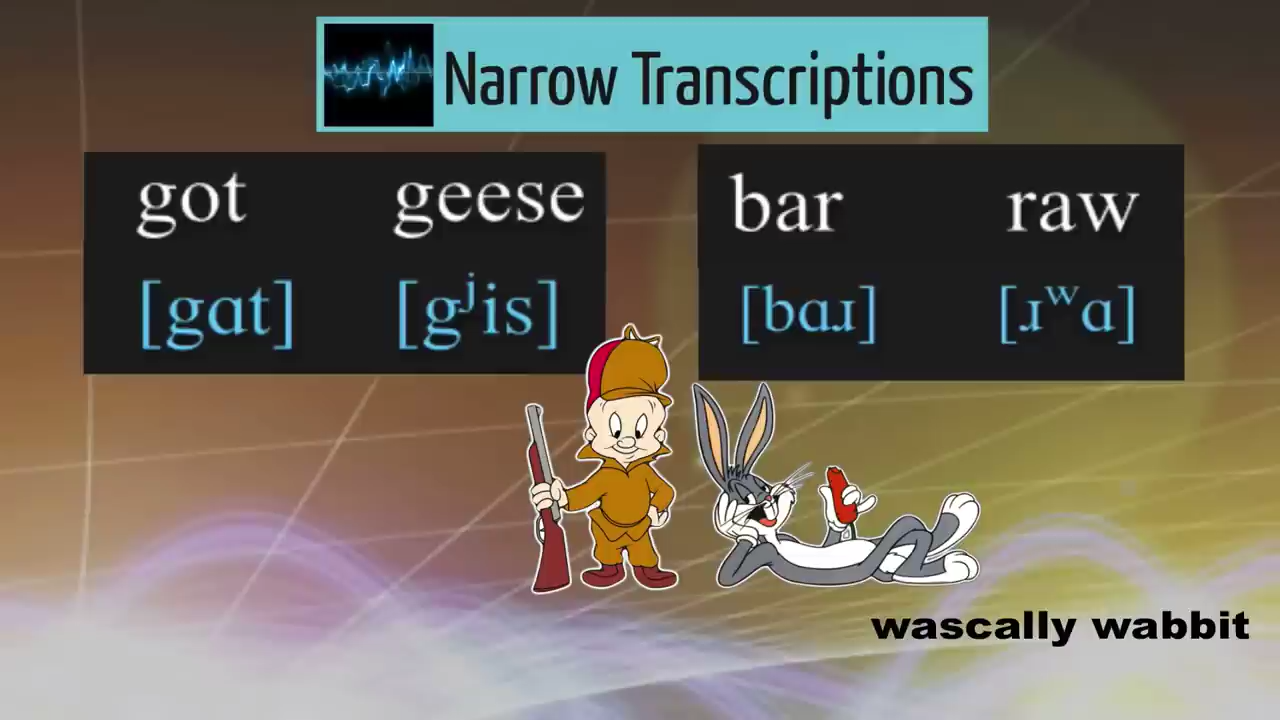 Narrow Transcriptions
got geese
[gɑt] [gʲis]
bar raw
[bɑɹ] [ɹʷɑ]
wascally wabbit